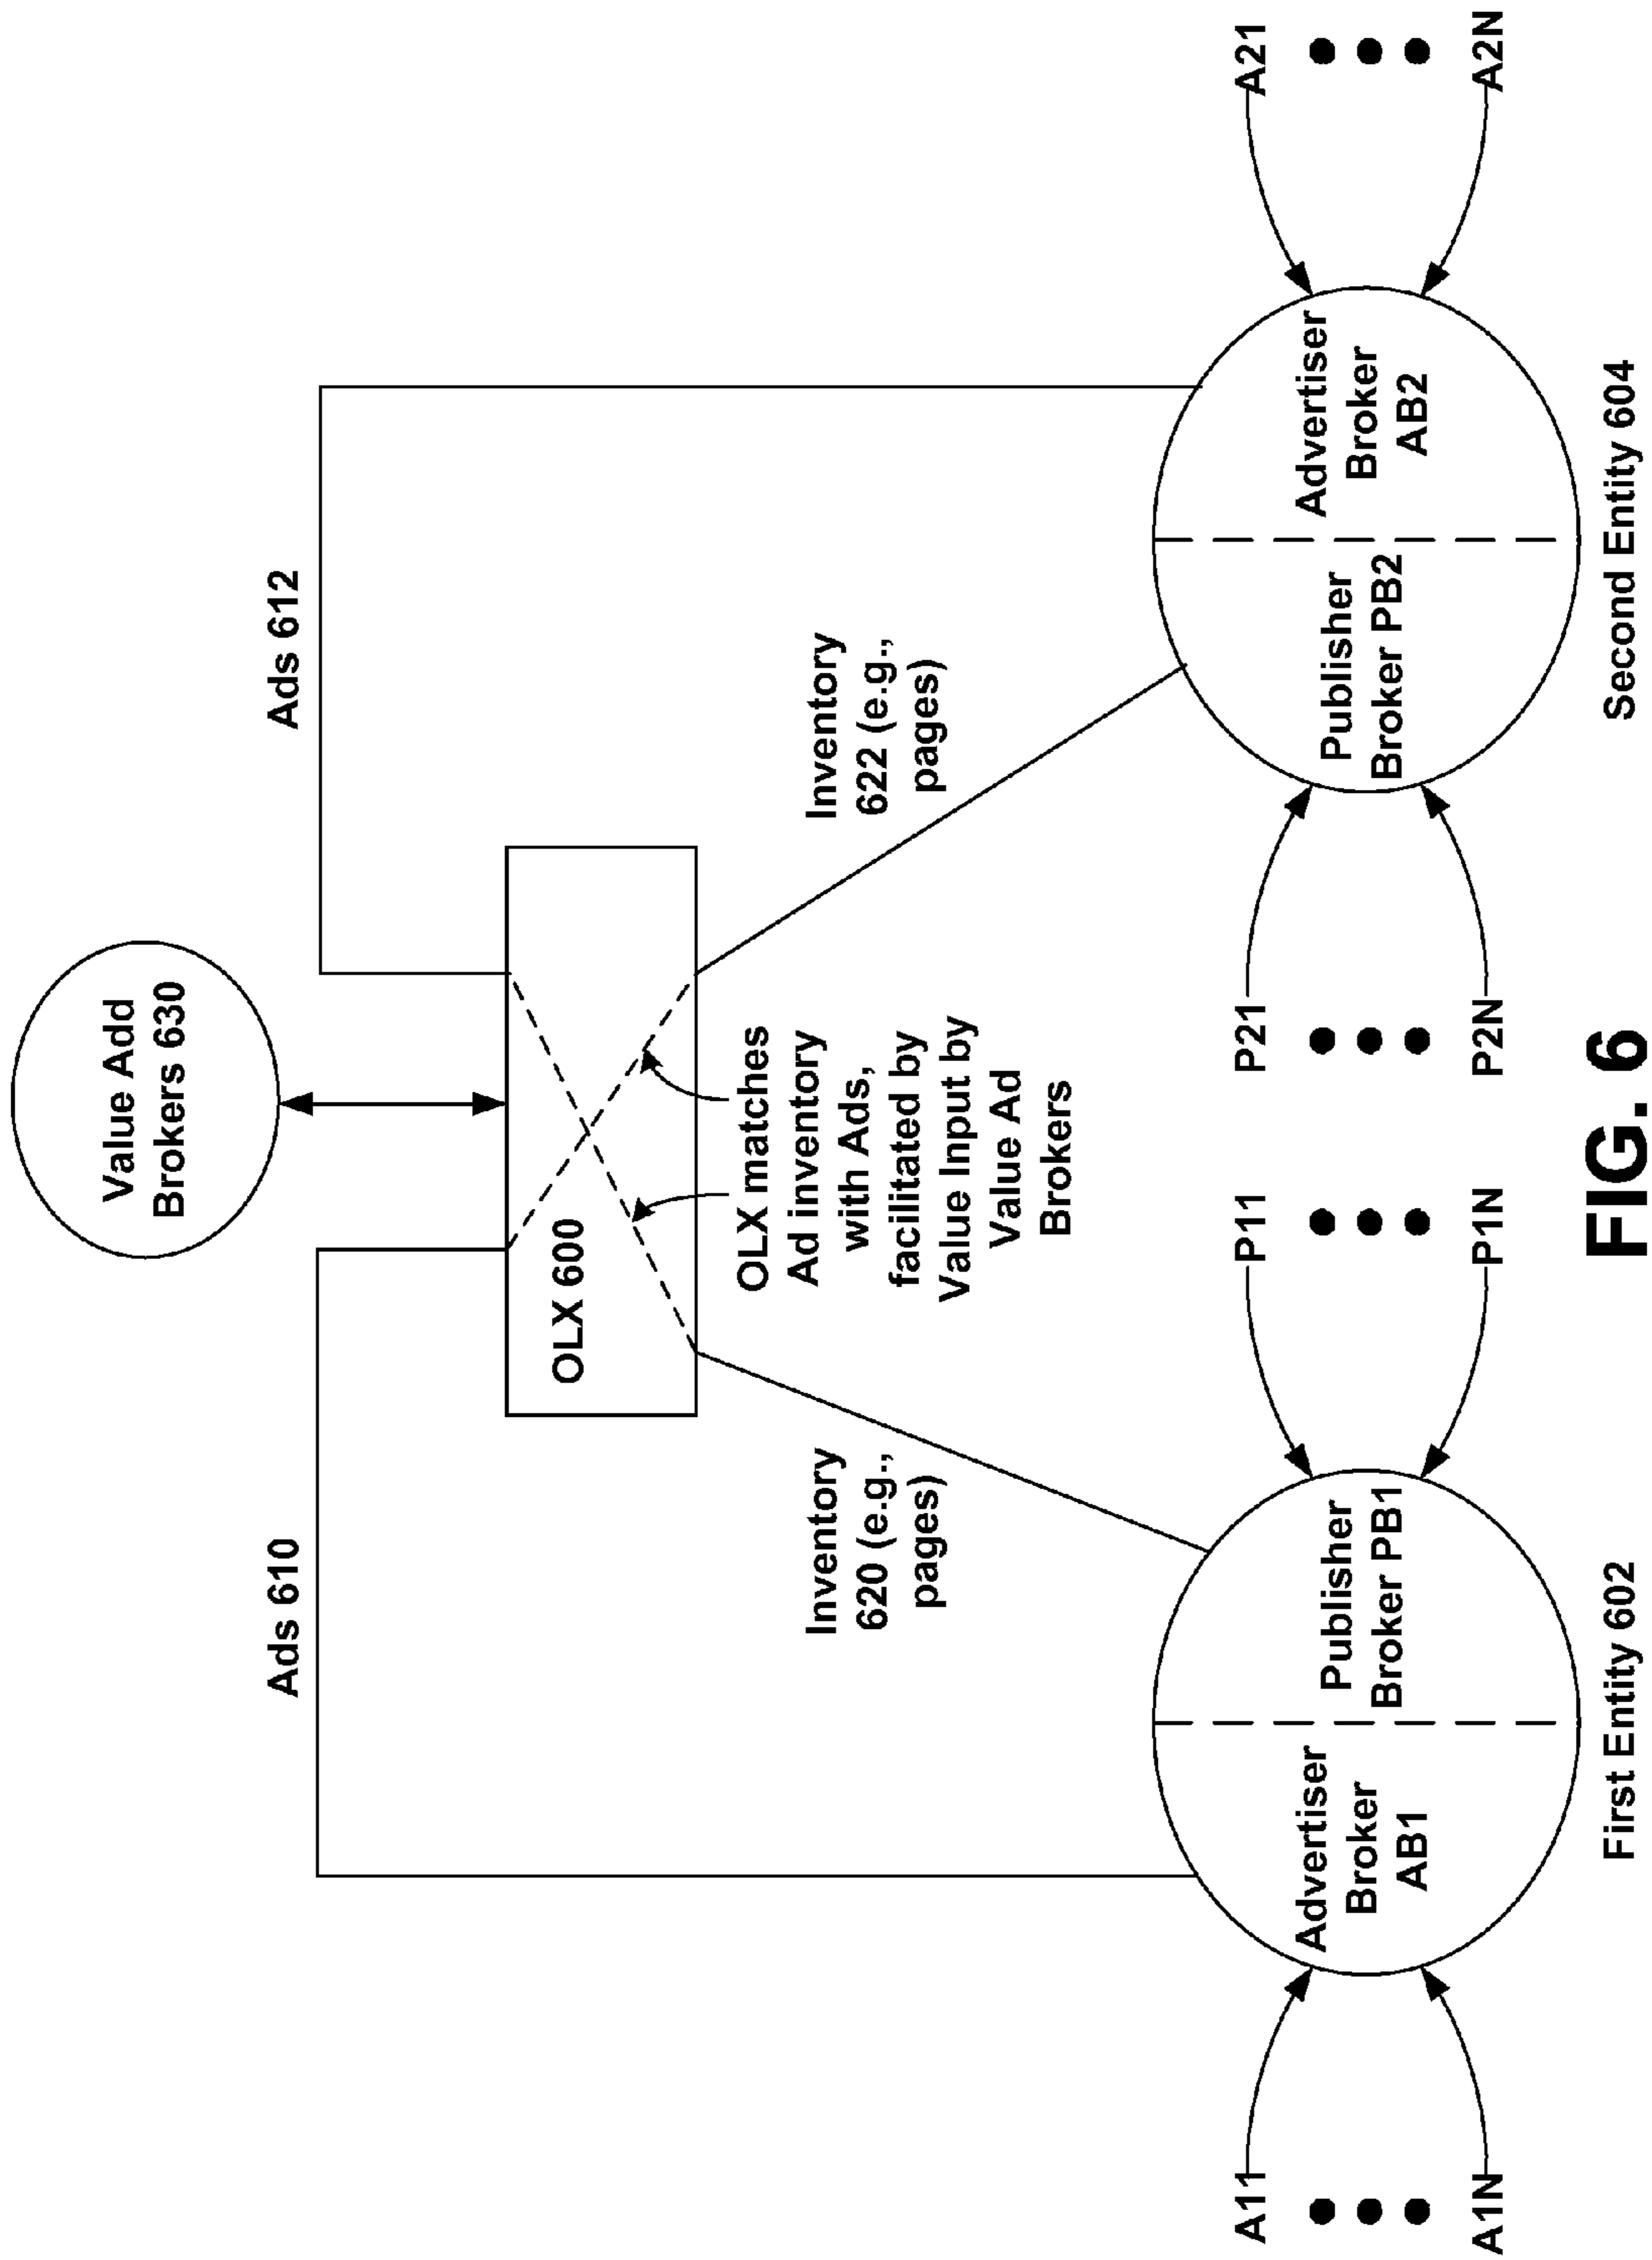 Value Add
Brokers 630
Ads 610
Ads 612
OLX 600
Inventory
620 (e.g.,
pages)
OLX matches
Ad inventory
with Ads,
facilitated by
Value Input by
Value Ad
Brokers
Inventory
622 (e.g.,
pages)
A11
A1N
Advertiser
Broker
AB1
Publisher
Broker PB1
P11
P1N
P21
P2N
Publisher
Broker PB2
Advertiser
Broker
AB2
A21
A2N
First Entity 602
Second Entity 604
FIG. 6